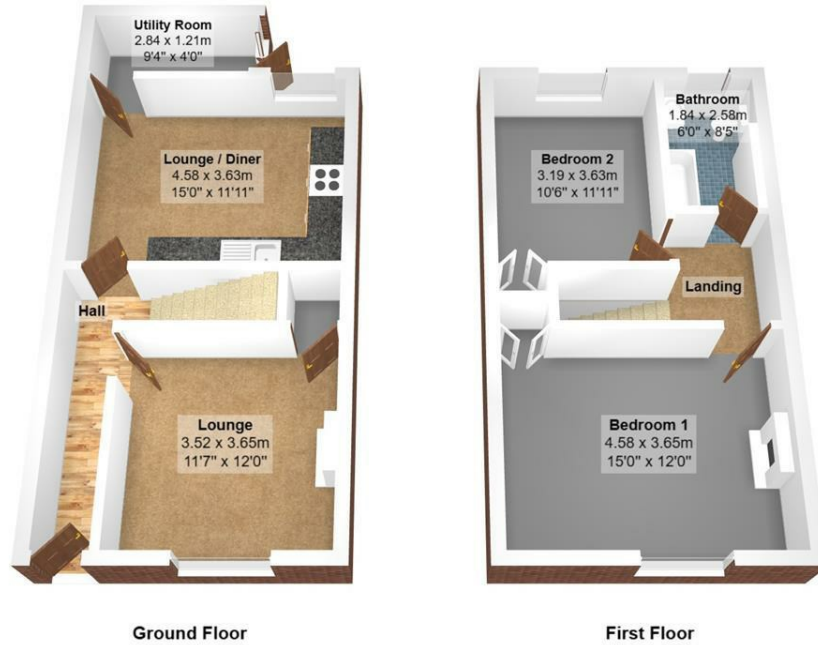 Utility Room
2.84 x 1.21m
9'4" x 4'0"
Lounge / Diner
4.58 x 3.63m
15'0" x 11'11"
Hall
Lounge
3.52 x 3.65m
11'7" x 12'0"
Ground Floor
Bathroom
1.84 x 2.58m
6'0" x 8'5"
Bedroom 2
3.19 x 3.63m
10'6" x 11'11"
Landing
Bedroom 1
4.58 x 3.65m
15'0" x 12'0"
First Floor